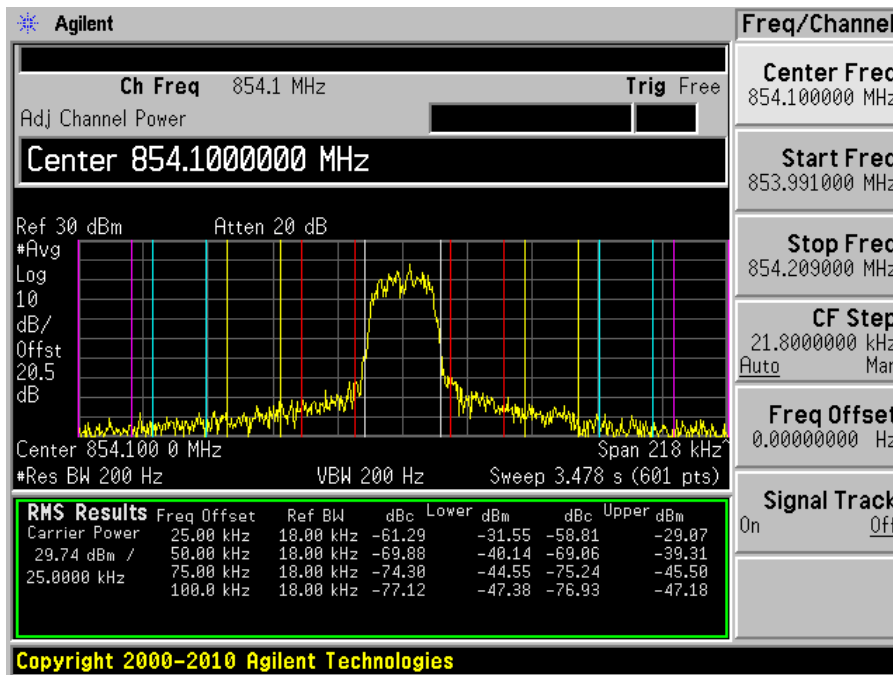 Agilent
Freq/Channel
Ch Freq 854.1 MHz Trig Free
Adj Channel Power
Center 854.1000000 MHz
Center Freq
854.100000 MHz
Start Freq
853.991000 MHz
Stop Freq
854.209000 MHz
CF Step
21.8000000 kHz
Auto Man
Freq Offset
0.00000000 Hz
Signal Track
On Off
Ref 30 dBm Atten 20 dB
#Avg
Log
10
dB/
Offst
20.5
dB
Center 854.100 0 MHz Span 218 kHz^
#Res BW 200 Hz VBW 200 Hz Sweep 3.478 s (601 pts)
RMS Results Freq Offset Ref BW dBc Lower dBm dBc Upper dBm
Carrier Power 25.00 kHz 18.00 kHz -61.29 -31.55 -58.81 -29.07
29.74 dBm / 50.00 kHz 18.00 kHz -69.88 -40.14 -69.06 -39.31
25.0000 kHz 75.00 kHz 18.00 kHz -74.30 -44.55 -75.24 -45.50
100.0 kHz 18.00 kHz -77.12 -47.38 -76.93 -47.18
Copyright 2000-2010 Agilent Technologies